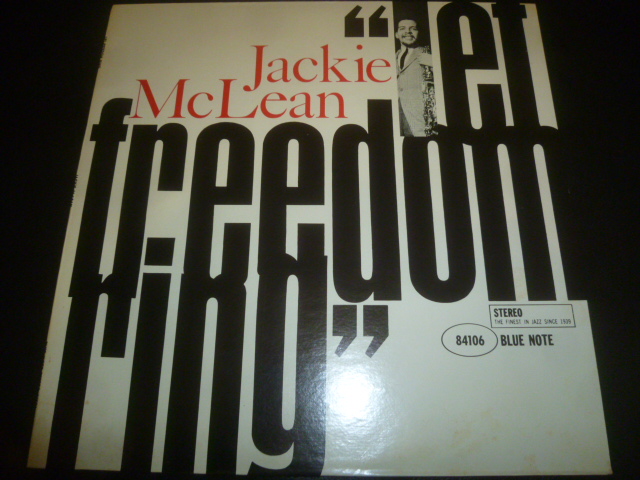 Jackie
McLean
"let
freedom
ring"
STEREO
THE FINEST IN JAZZ SINCE 1939
84106 BLUE NOTE